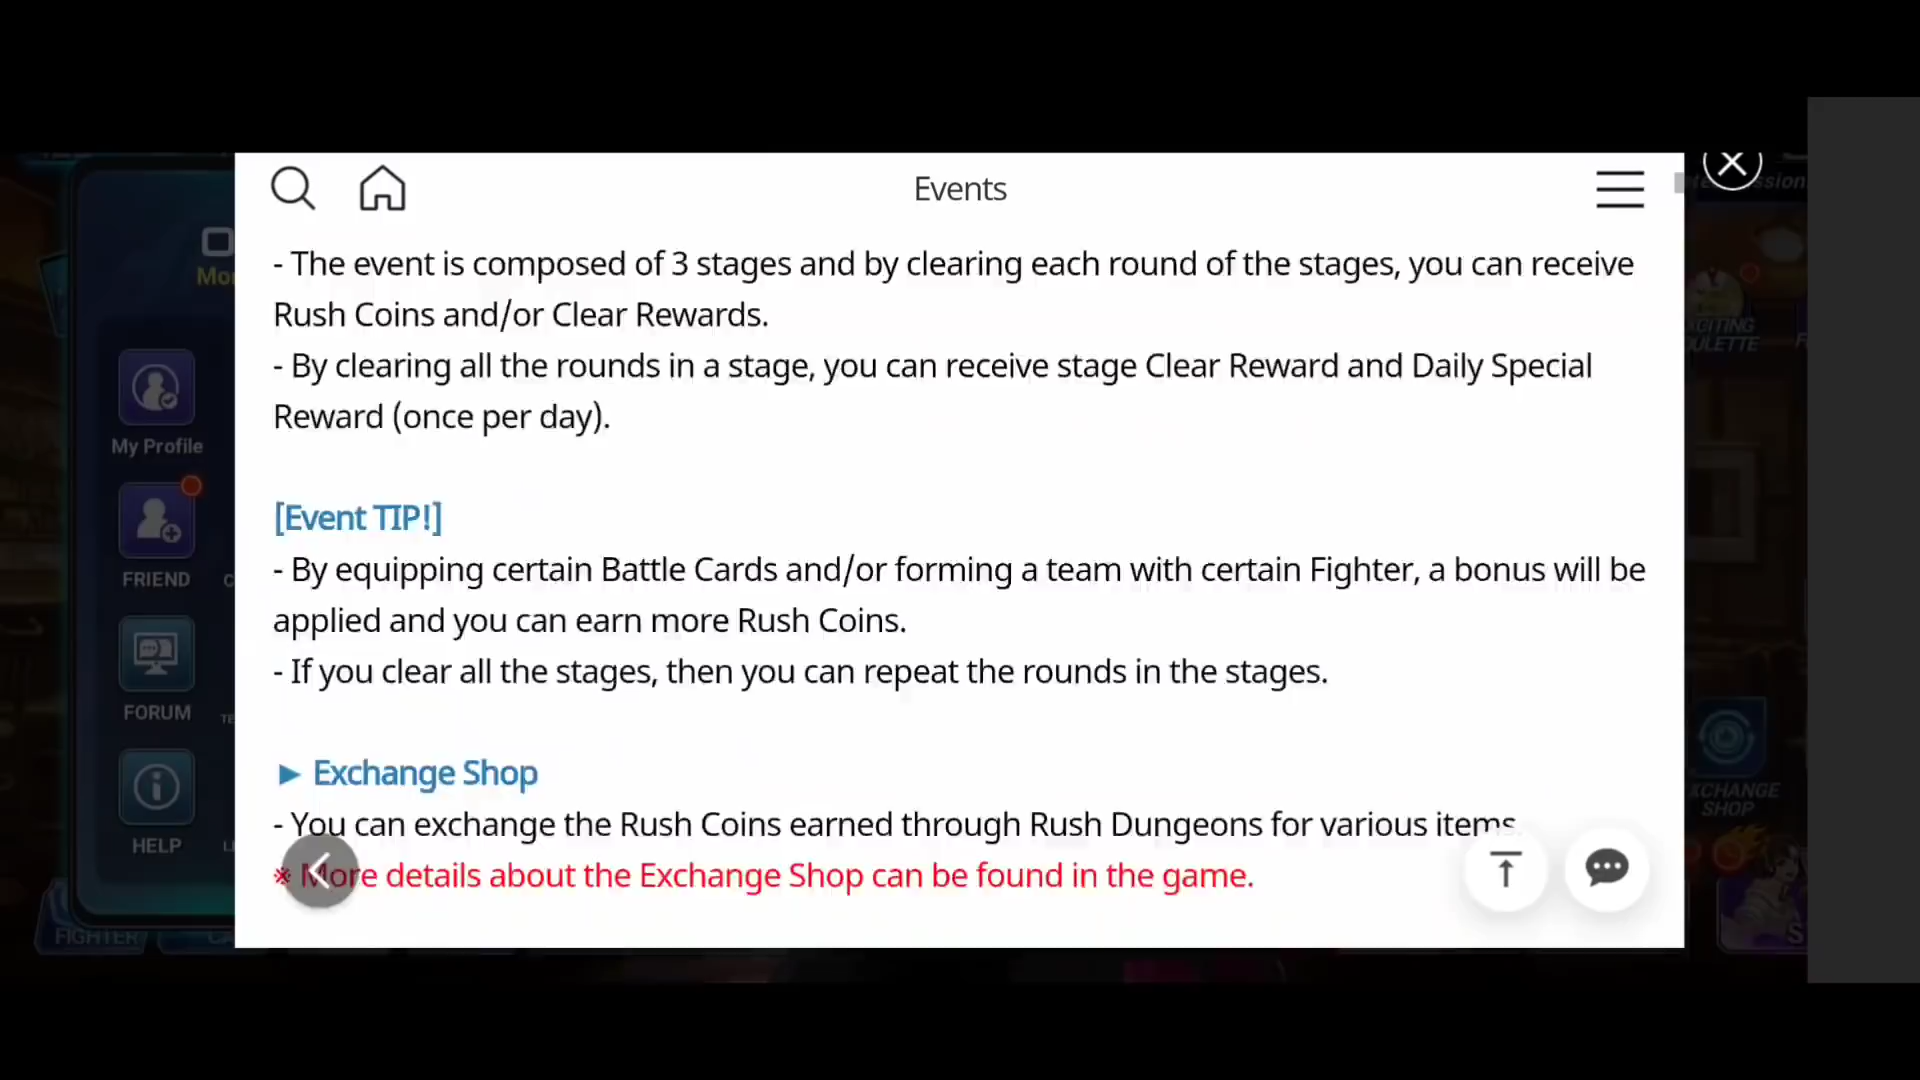 Events
- The event is composed of 3 stages and by clearing each round of the stages, you can receive
Rush Coins and/or Clear Rewards.
- By clearing all the rounds in a stage, you can receive stage Clear Reward and Daily Special
Reward (once per day).
[Event TIP!]
- By equipping certain Battle Cards and/or forming a team with certain Fighter, a bonus will be
applied and you can earn more Rush Coins.
- If you clear all the stages, then you can repeat the rounds in the stages.
► Exchange Shop
- You can exchange the Rush Coins earned through Rush Dungeons for various items.
※ More details about the Exchange Shop can be found in the game.
My Profile
FRIEND
FORUM
HELP
FIGHTER
SHOP